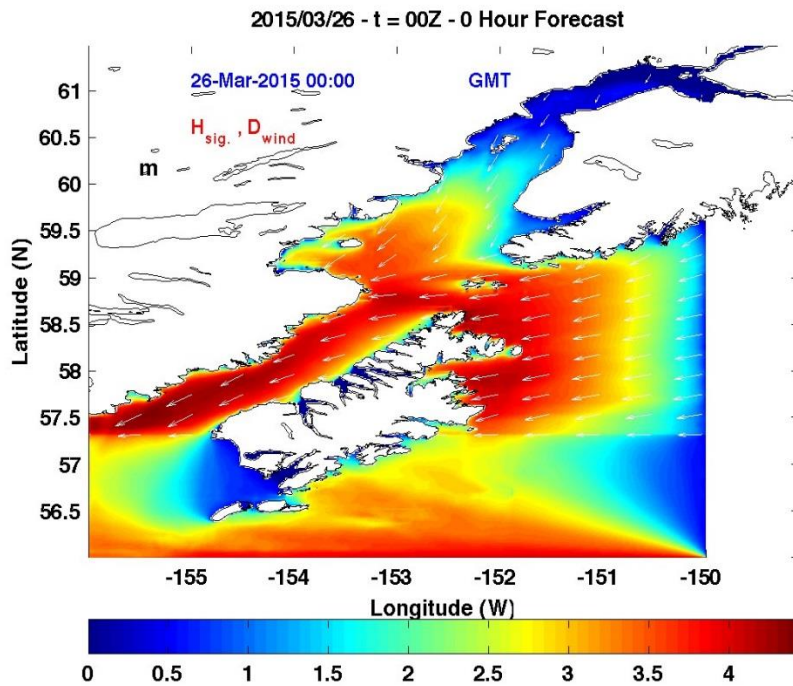 2015/03/26 - t = 00Z - 0 Hour Forecast
26-Mar-2015 00:00 GMT
H_sig. , D_wind
m
Latitude (N)
61
60.5
60
59.5
59
58.5
58
57.5
57
56.5
-155 -154 -153 -152 -151 -150
Longitude (W)
0 0.5 1 1.5 2 2.5 3 3.5 4